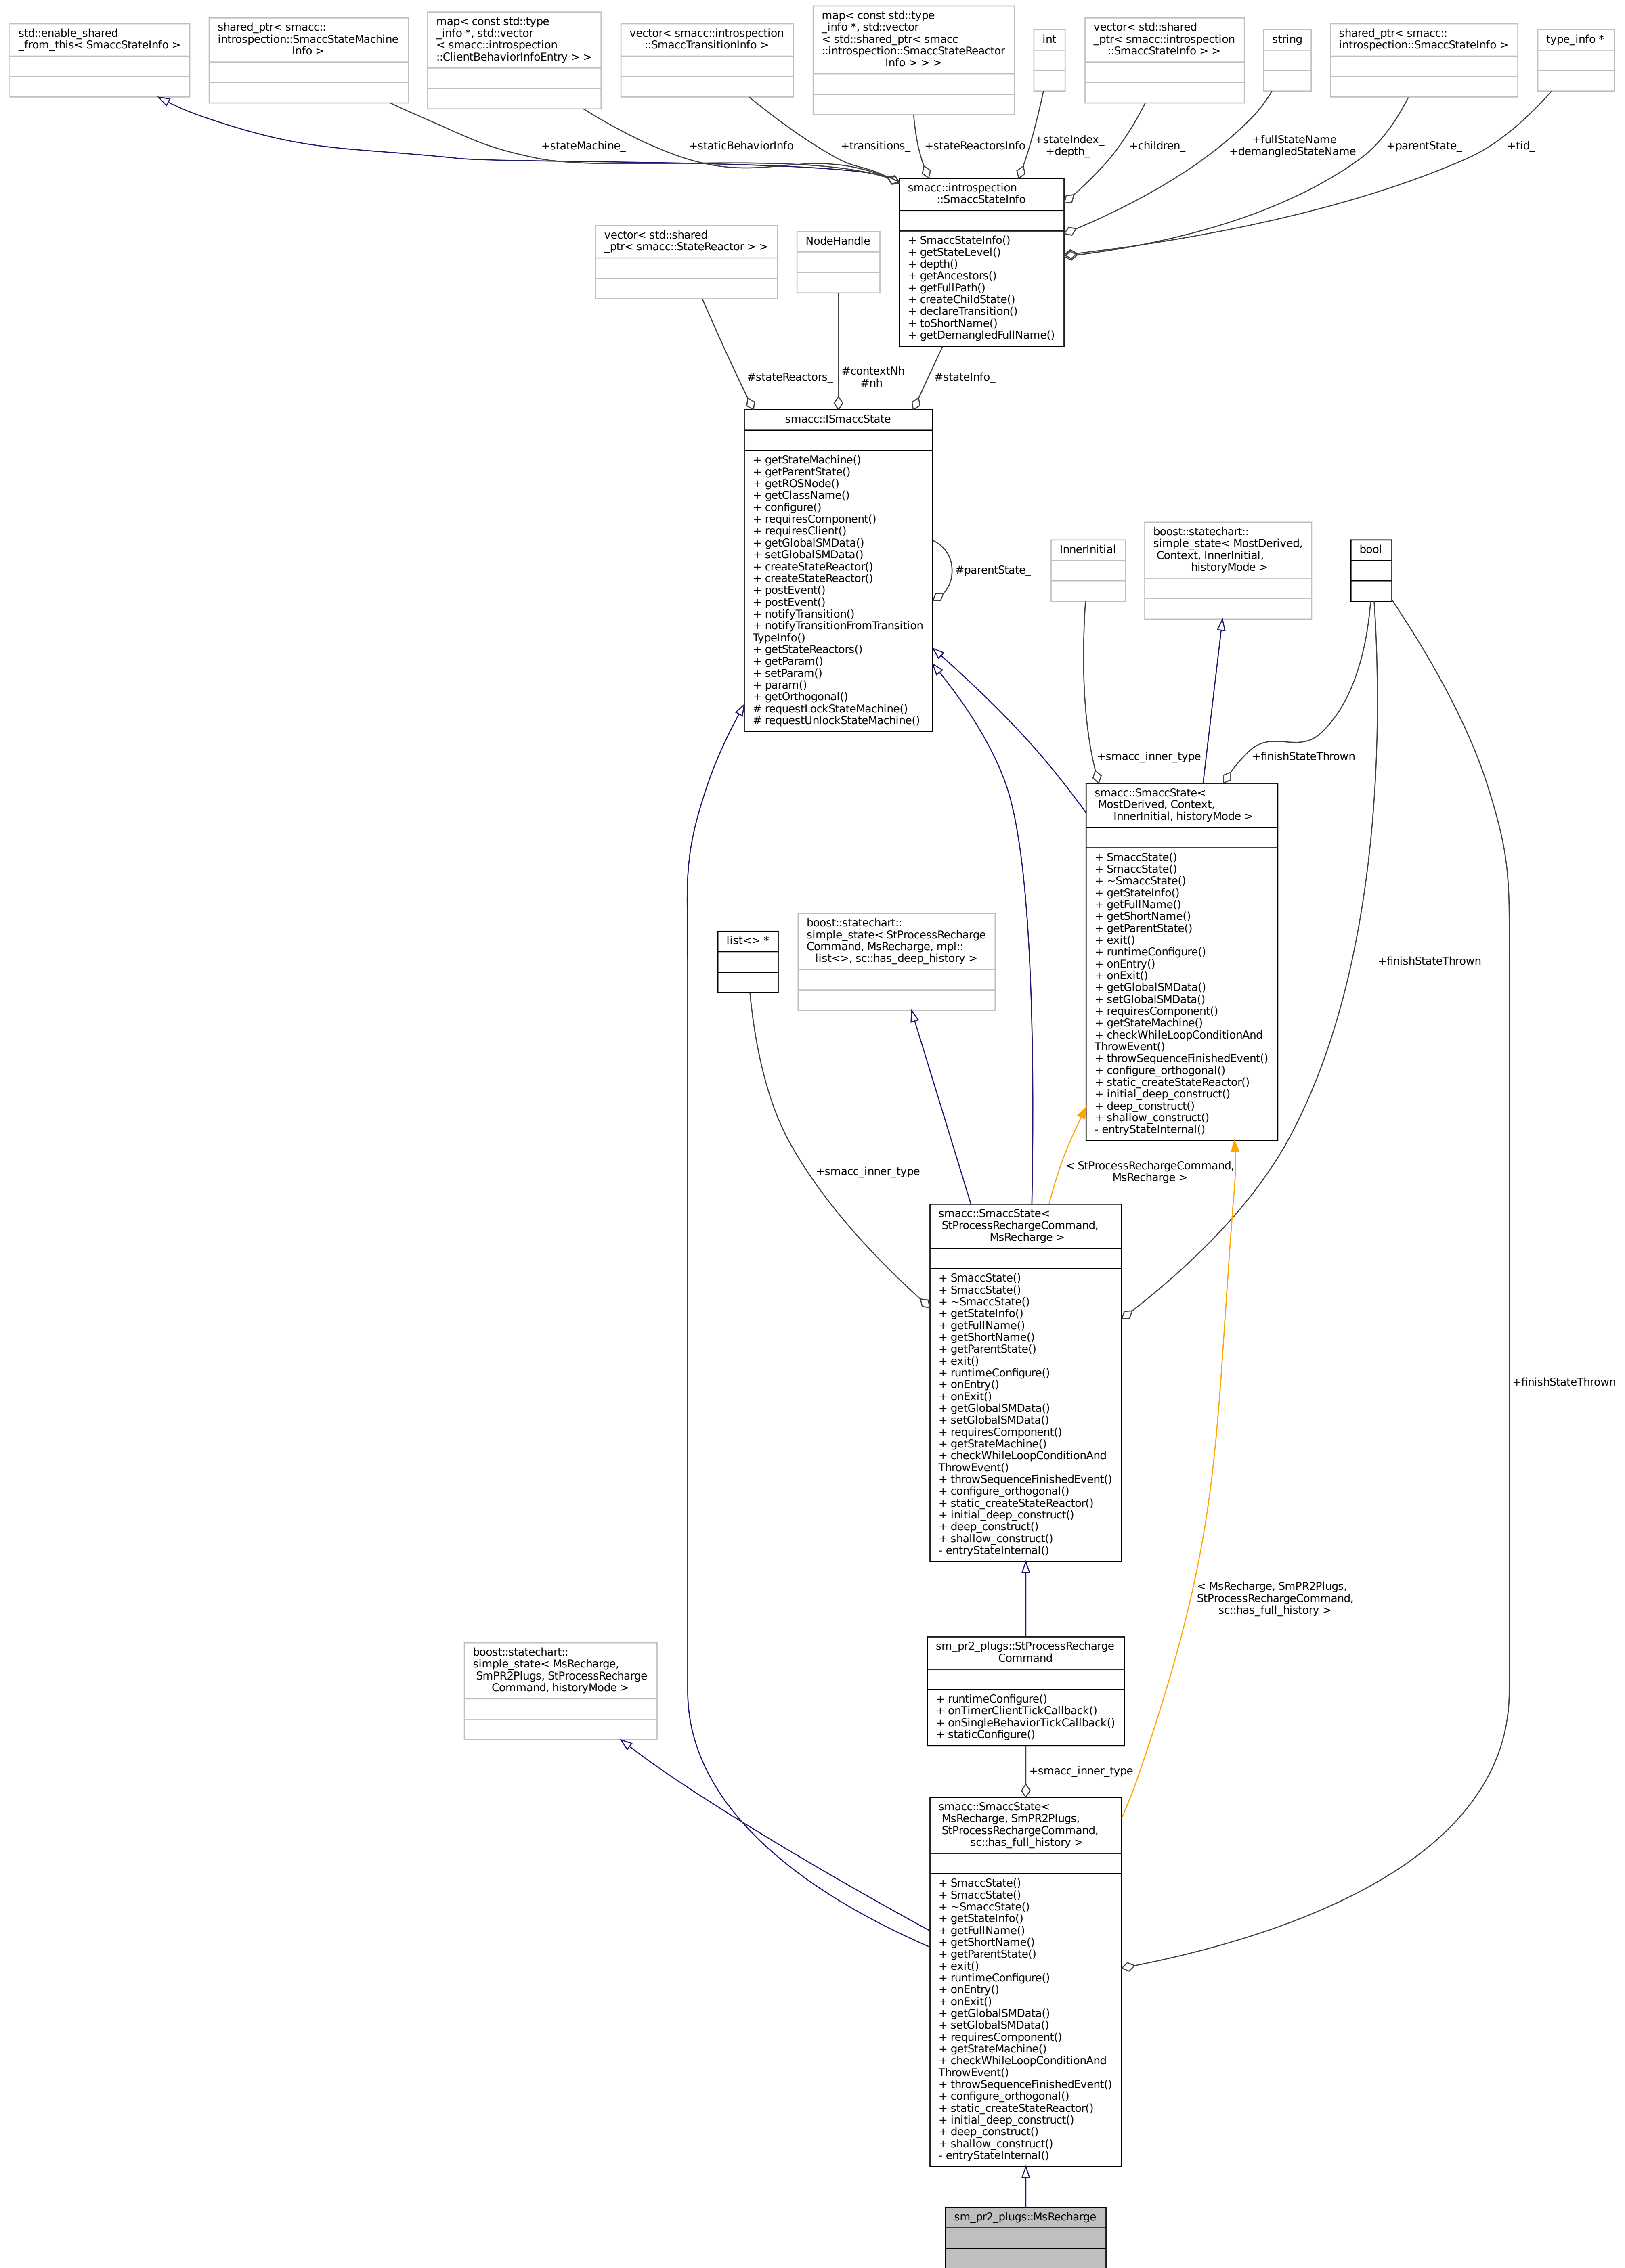 std::enable_shared
_from_this< SmaccStateInfo >
shared_ptr< smacc::
introspection::SmaccStateMachine
Info >
map< const std::type
_info *, std::vector
< smacc::introspection
::ClientBehaviorInfoEntry > >
vector< smacc::introspection
::SmaccTransitionInfo >
map< const std::type
_info *, std::vector
< std::shared_ptr< smacc
::introspection::SmaccStateReactor
Info > > >
int
vector< std::shared
_ptr< smacc::introspection
::SmaccStateInfo > >
string
shared_ptr< smacc::
introspection::SmaccStateInfo >
type_info *
+stateMachine_
+staticBehaviorInfo
+transitions_
+stateReactorsInfo
+stateIndex_
+depth_
+children_
+fullStateName
+demangledStateName
+parentState_
+tid_
smacc::introspection
::SmaccStateInfo
+ SmaccStateInfo()
+ getStateLevel()
+ depth()
+ getAncestors()
+ getFullPath()
+ createChildState()
+ declareTransition()
+ toShortName()
+ getDemangledFullName()
vector< std::shared
_ptr< smacc::StateReactor > >
NodeHandle
#stateReactors_
#contextNh
#nh
#stateInfo_
smacc::ISmaccState
+ getStateMachine()
+ getParentState()
+ getROSNode()
+ getClassName()
+ configure()
+ requiresComponent()
+ requiresClient()
+ getGlobalSMData()
+ setGlobalSMData()
+ createStateReactor()
+ createStateReactor()
+ postEvent()
+ postEvent()
+ notifyTransition()
+ notifyTransitionFromTransition
TypeInfo()
+ getStateReactors()
+ getParam()
+ setParam()
+ param()
+ getOrthogonal()
# requestLockStateMachine()
# requestUnlockStateMachine()
#parentState_
InnerInitial
boost::statechart::
simple_state< MostDerived,
Context, InnerInitial,
historyMode >
bool
+smacc_inner_type
+finishStateThrown
smacc::SmaccState<
MostDerived, Context,
InnerInitial, historyMode >
+ SmaccState()
+ SmaccState()
+ ~SmaccState()
+ getStateInfo()
+ getFullName()
+ getShortName()
+ getParentState()
+ exit()
+ runtimeConfigure()
+ onEntry()
+ onExit()
+ getGlobalSMData()
+ setGlobalSMData()
+ requiresComponent()
+ getStateMachine()
+ checkWhileLoopConditionAnd
ThrowEvent()
+ throwSequenceFinishedEvent()
+ configure_orthogonal()
+ static_createStateReactor()
+ initial_deep_construct()
+ deep_construct()
+ shallow_construct()
- entryStateInternal()
list<> *
boost::statechart::
simple_state< StProcessRecharge
Command, MsRecharge, mpl::
list<>, sc::has_deep_history >
+finishStateThrown
+smacc_inner_type
< StProcessRechargeCommand,
MsRecharge >
smacc::SmaccState<
StProcessRechargeCommand,
MsRecharge >
+ SmaccState()
+ SmaccState()
+ ~SmaccState()
+ getStateInfo()
+ getFullName()
+ getShortName()
+ getParentState()
+ exit()
+ runtimeConfigure()
+ onEntry()
+ onExit()
+ getGlobalSMData()
+ setGlobalSMData()
+ requiresComponent()
+ getStateMachine()
+ checkWhileLoopConditionAnd
ThrowEvent()
+ throwSequenceFinishedEvent()
+ configure_orthogonal()
+ static_createStateReactor()
+ initial_deep_construct()
+ deep_construct()
+ shallow_construct()
- entryStateInternal()
+finishStateThrown
< MsRecharge, SmPR2Plugs,
StProcessRechargeCommand,
sc::has_full_history >
boost::statechart::
simple_state< MsRecharge,
SmPR2Plugs, StProcessRecharge
Command, historyMode >
sm_pr2_plugs::StProcessRecharge
Command
+ runtimeConfigure()
+ onTimerClientTickCallback()
+ onSingleBehaviorTickCallback()
+ staticConfigure()
+smacc_inner_type
smacc::SmaccState<
MsRecharge, SmPR2Plugs,
StProcessRechargeCommand,
sc::has_full_history >
+ SmaccState()
+ SmaccState()
+ ~SmaccState()
+ getStateInfo()
+ getFullName()
+ getShortName()
+ getParentState()
+ exit()
+ runtimeConfigure()
+ onEntry()
+ onExit()
+ getGlobalSMData()
+ setGlobalSMData()
+ requiresComponent()
+ getStateMachine()
+ checkWhileLoopConditionAnd
ThrowEvent()
+ throwSequenceFinishedEvent()
+ configure_orthogonal()
+ static_createStateReactor()
+ initial_deep_construct()
+ deep_construct()
+ shallow_construct()
- entryStateInternal()
sm_pr2_plugs::MsRecharge